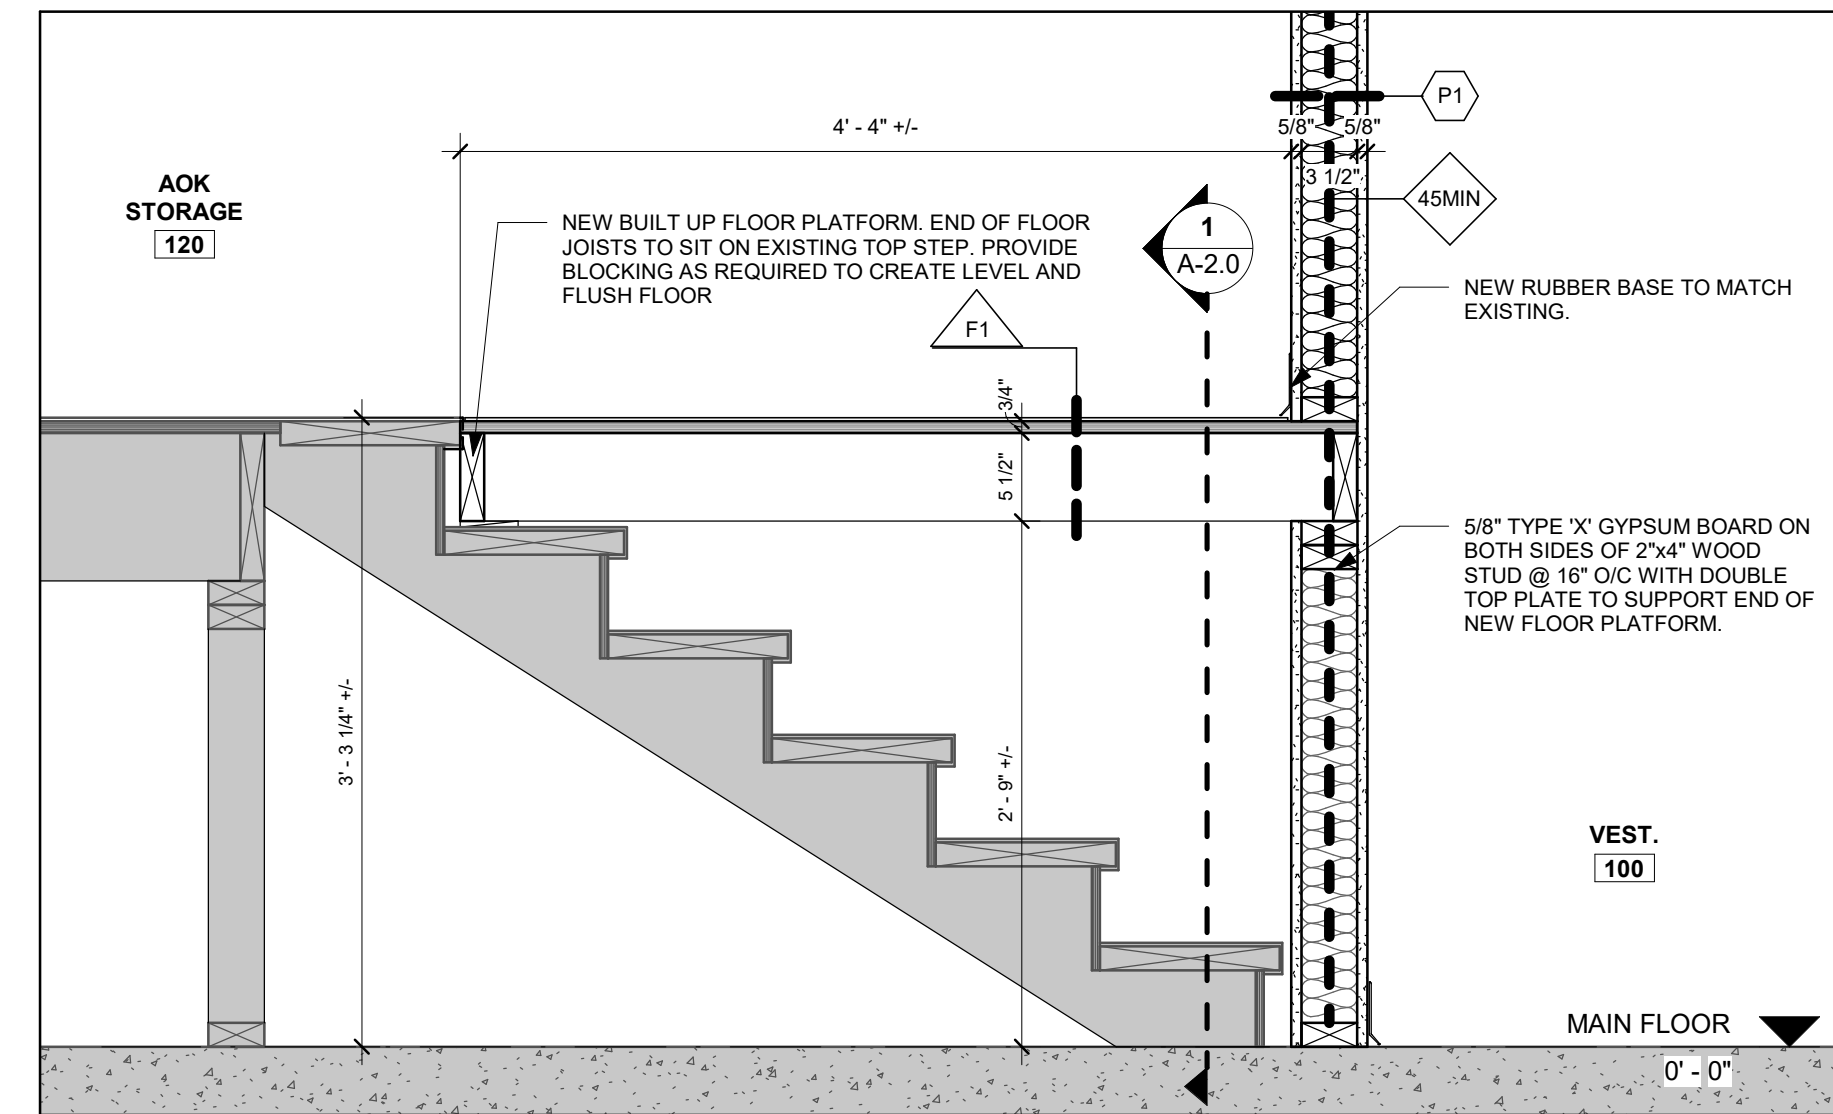 P1
4' - 4" +/-
5/8" 5/8"
3 1/2"
45MIN
AOK
STORAGE
120
NEW BUILT UP FLOOR PLATFORM. END OF FLOOR
JOISTS TO SIT ON EXISTING TOP STEP. PROVIDE
BLOCKING AS REQUIRED TO CREATE LEVEL AND
FLUSH FLOOR
1
A-2.0
F1
NEW RUBBER BASE TO MATCH
EXISTING.
3/4"
5 1/2"
5/8" TYPE 'X' GYPSUM BOARD ON
BOTH SIDES OF 2"x4" WOOD
STUD @ 16" O/C WITH DOUBLE
TOP PLATE TO SUPPORT END OF
NEW FLOOR PLATFORM.
3' - 3 1/4" +/-
2' - 9" +/-
VEST.
100
MAIN FLOOR
0' - 0"